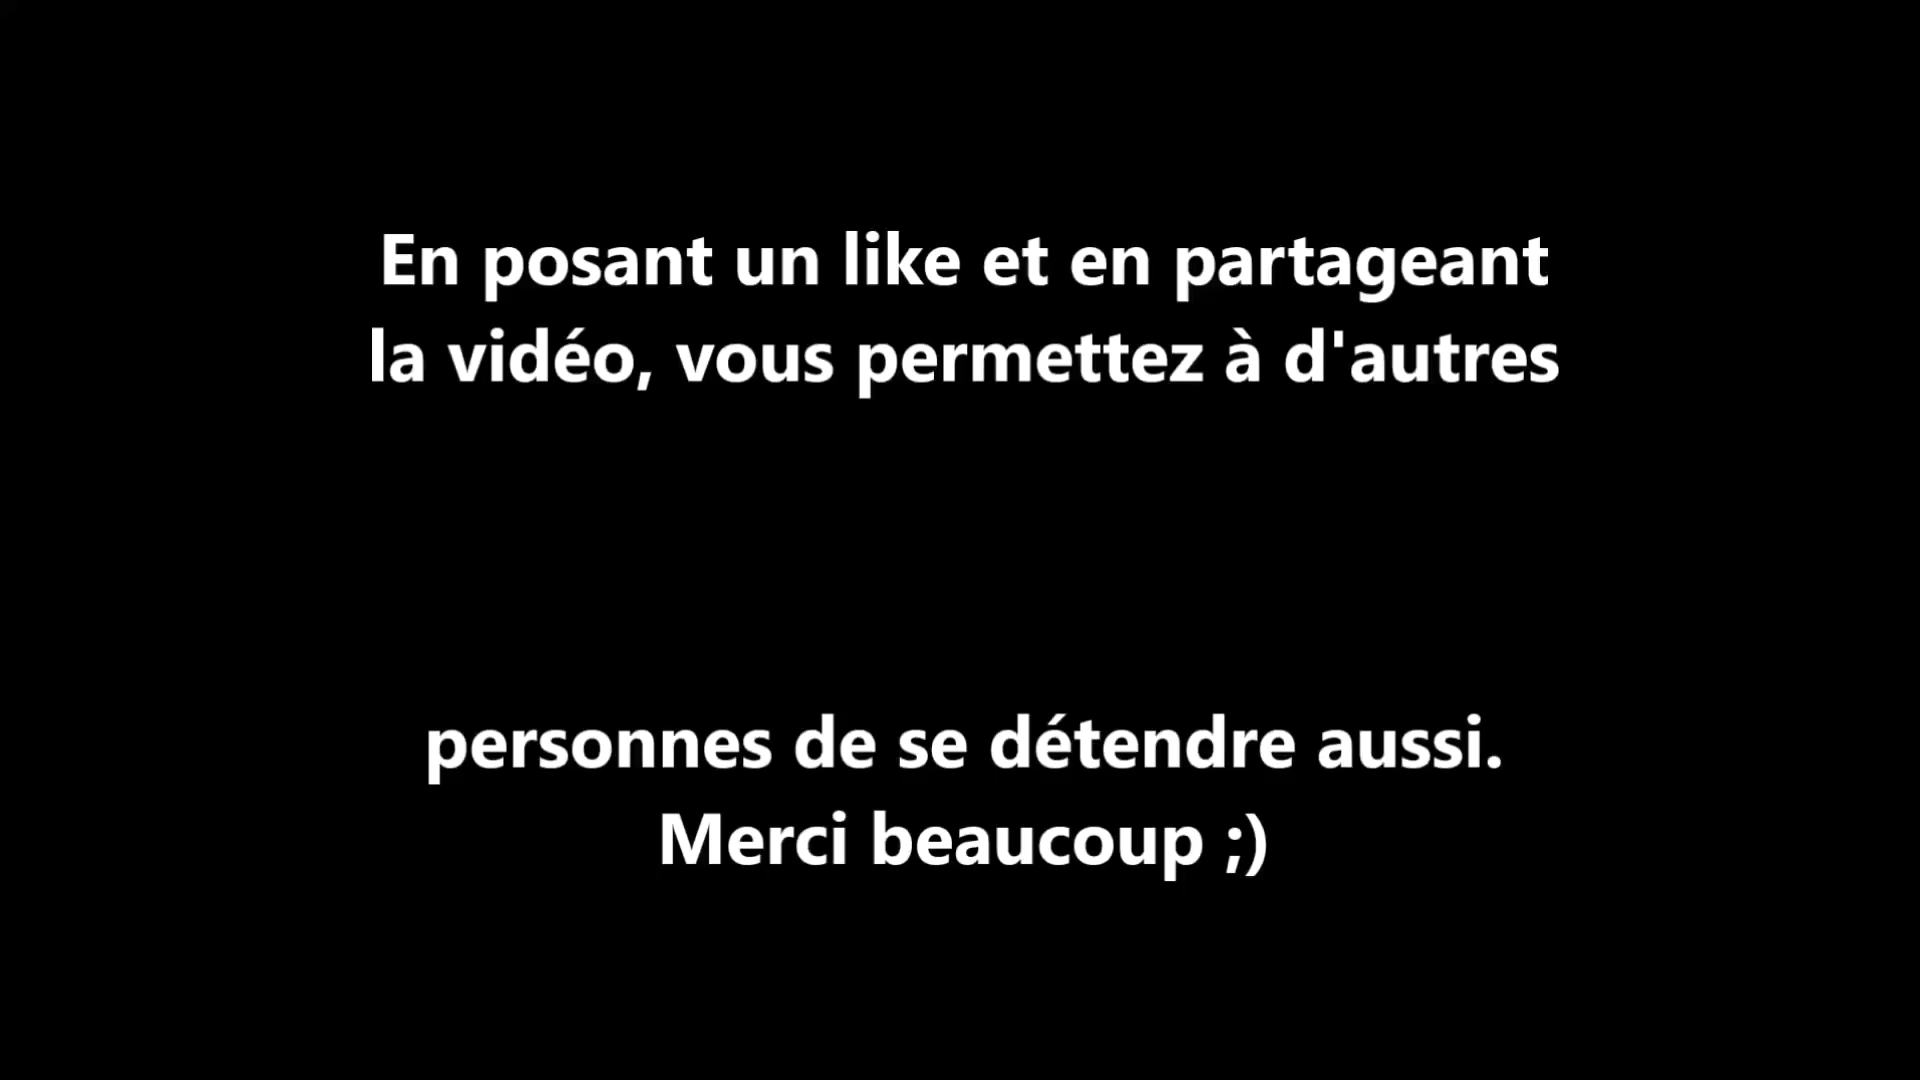 En posant un like et en partageant
la vidéo, vous permettez à d'autres
personnes de se détendre aussi.
Merci beaucoup ;)